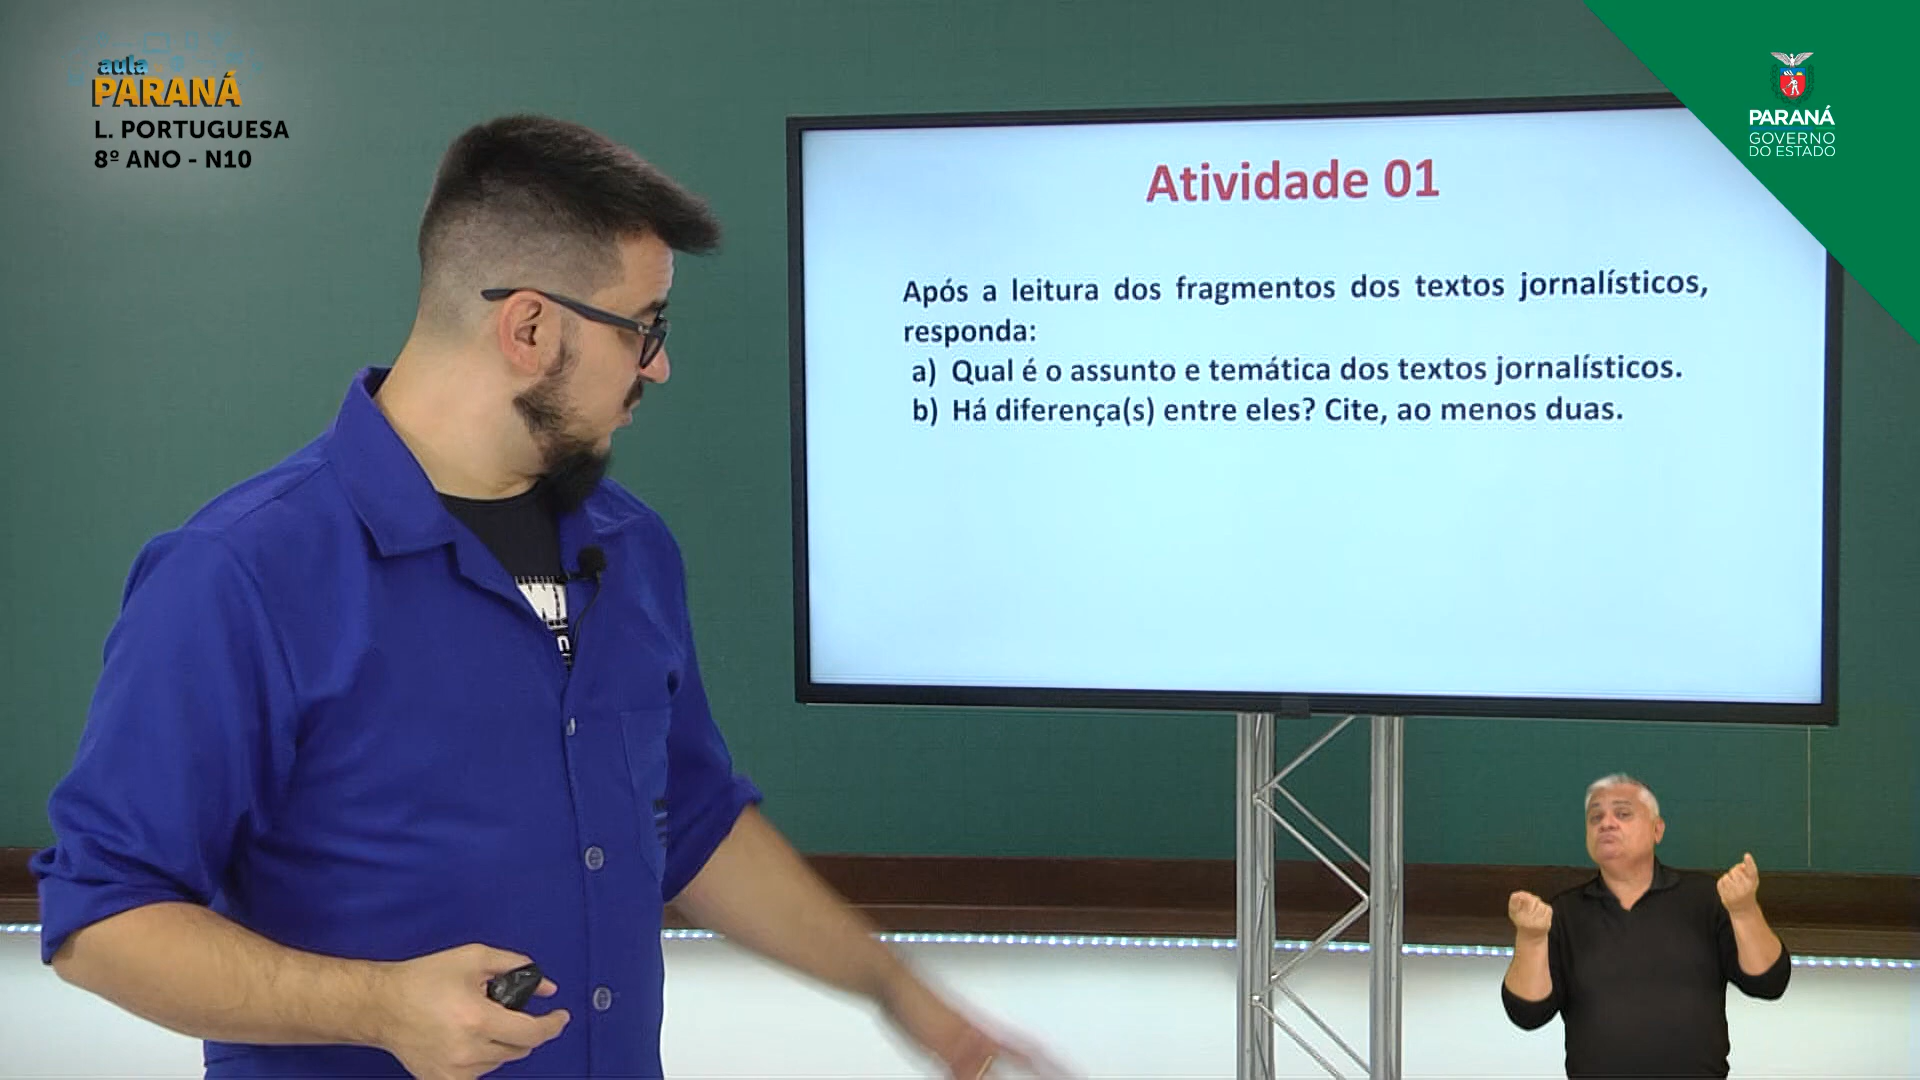 aula
PARANÁ
L. PORTUGUESA
8º ANO - N10
PARANÁ
GOVERNO
DO ESTADO
Atividade 01
Após a leitura dos fragmentos dos textos jornalísticos,
responda:
a) Qual é o assunto e temática dos textos jornalísticos.
b) Há diferença(s) entre eles? Cite, ao menos duas.